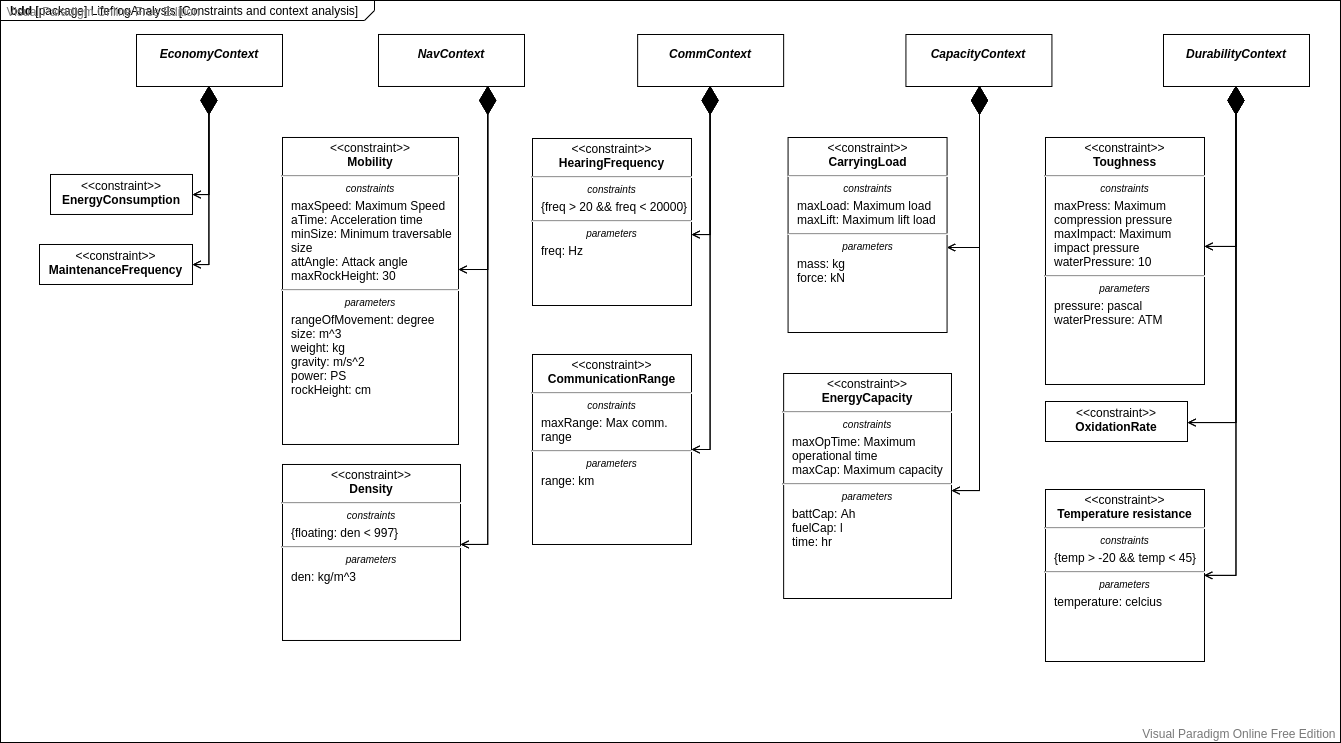 bdd [package] LifefrogAnalysis [Constraints and context analysis]
Visual Paradigm Online Free Edition
EconomyContext
NavContext
CommContext
CapacityContext
DurabilityContext
<<constraint>>
EnergyConsumption
<<constraint>>
MaintenanceFrequency
<<constraint>>
Mobility
constraints
maxSpeed: Maximum Speed
aTime: Acceleration time
minSize: Minimum traversable
size
attAngle: Attack angle
maxRockHeight: 30
parameters
rangeOfMovement: degree
size: m^3
weight: kg
gravity: m/s^2
power: PS
rockHeight: cm
<<constraint>>
Density
constraints
{floating: den < 997}
parameters
den: kg/m^3
<<constraint>>
HearingFrequency
constraints
{freq > 20 && freq < 20000}
parameters
freq: Hz
<<constraint>>
CommunicationRange
constraints
maxRange: Max comm.
range
parameters
range: km
<<constraint>>
CarryingLoad
constraints
maxLoad: Maximum load
maxLift: Maximum lift load
parameters
mass: kg
force: kN
<<constraint>>
EnergyCapacity
constraints
maxOpTime: Maximum
operational time
maxCap: Maximum capacity
parameters
battCap: Ah
fuelCap: l
time: hr
<<constraint>>
Toughness
constraints
maxPress: Maximum
compression pressure
maxImpact: Maximum
impact pressure
waterPressure: 10
parameters
pressure: pascal
waterPressure: ATM
<<constraint>>
OxidationRate
<<constraint>>
Temperature resistance
constraints
{temp > -20 && temp < 45}
parameters
temperature: celcius
Visual Paradigm Online Free Edition